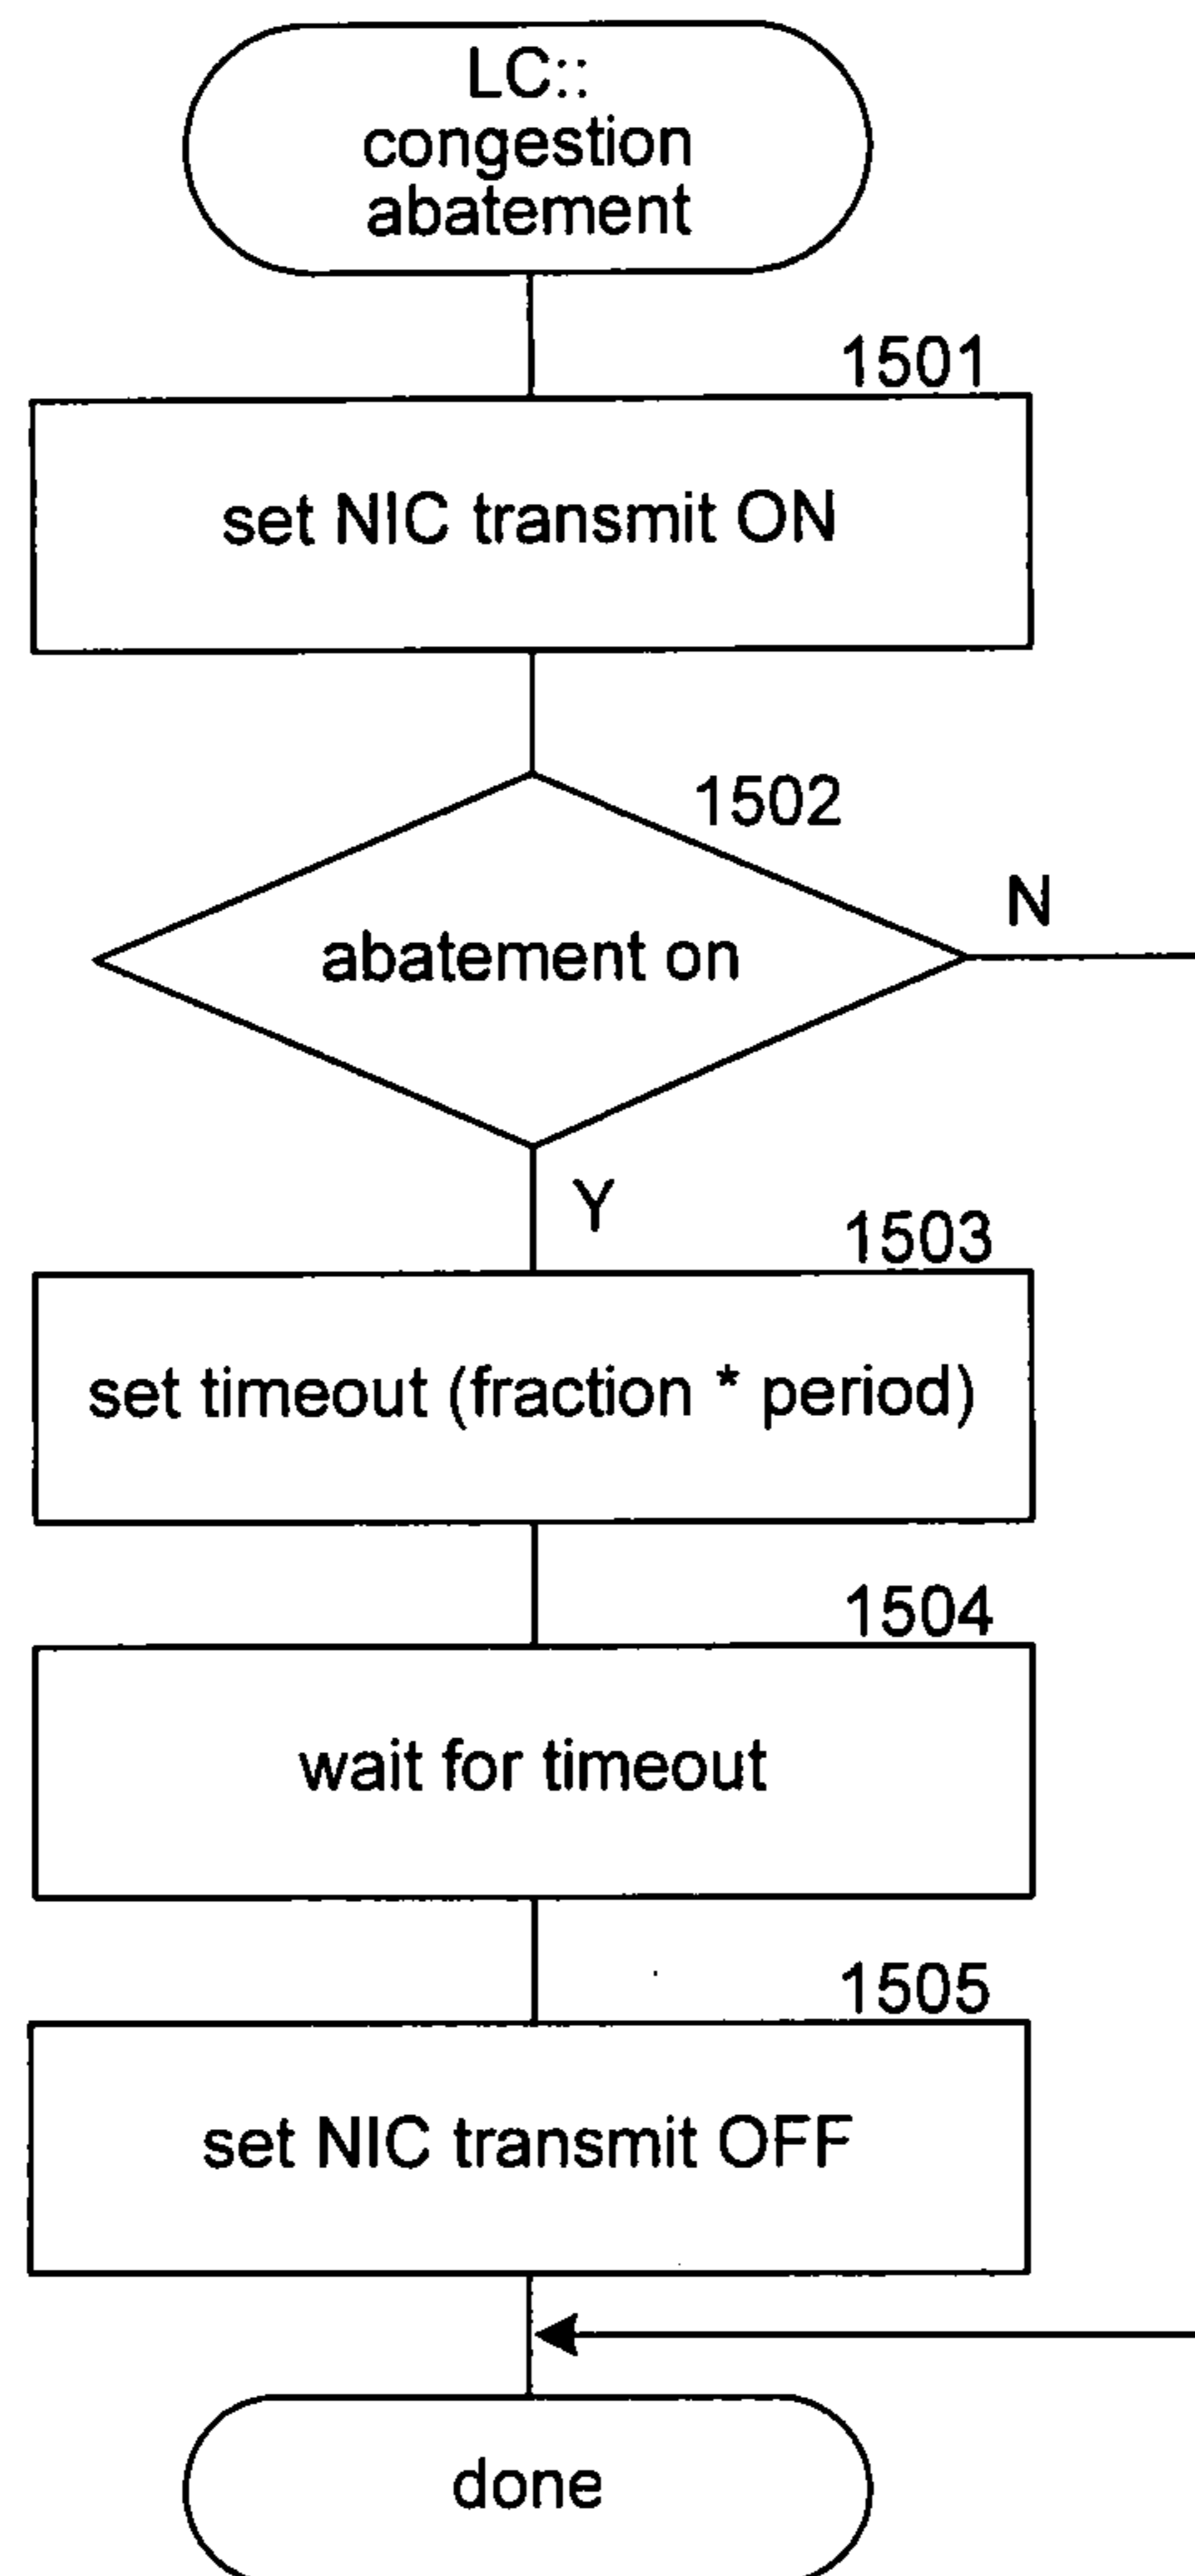 LC::
congestion
abatement
1501
set NIC transmit ON
1502
abatement on
N
Y
1503
set timeout (fraction * period)
1504
wait for timeout
1505
set NIC transmit OFF
done